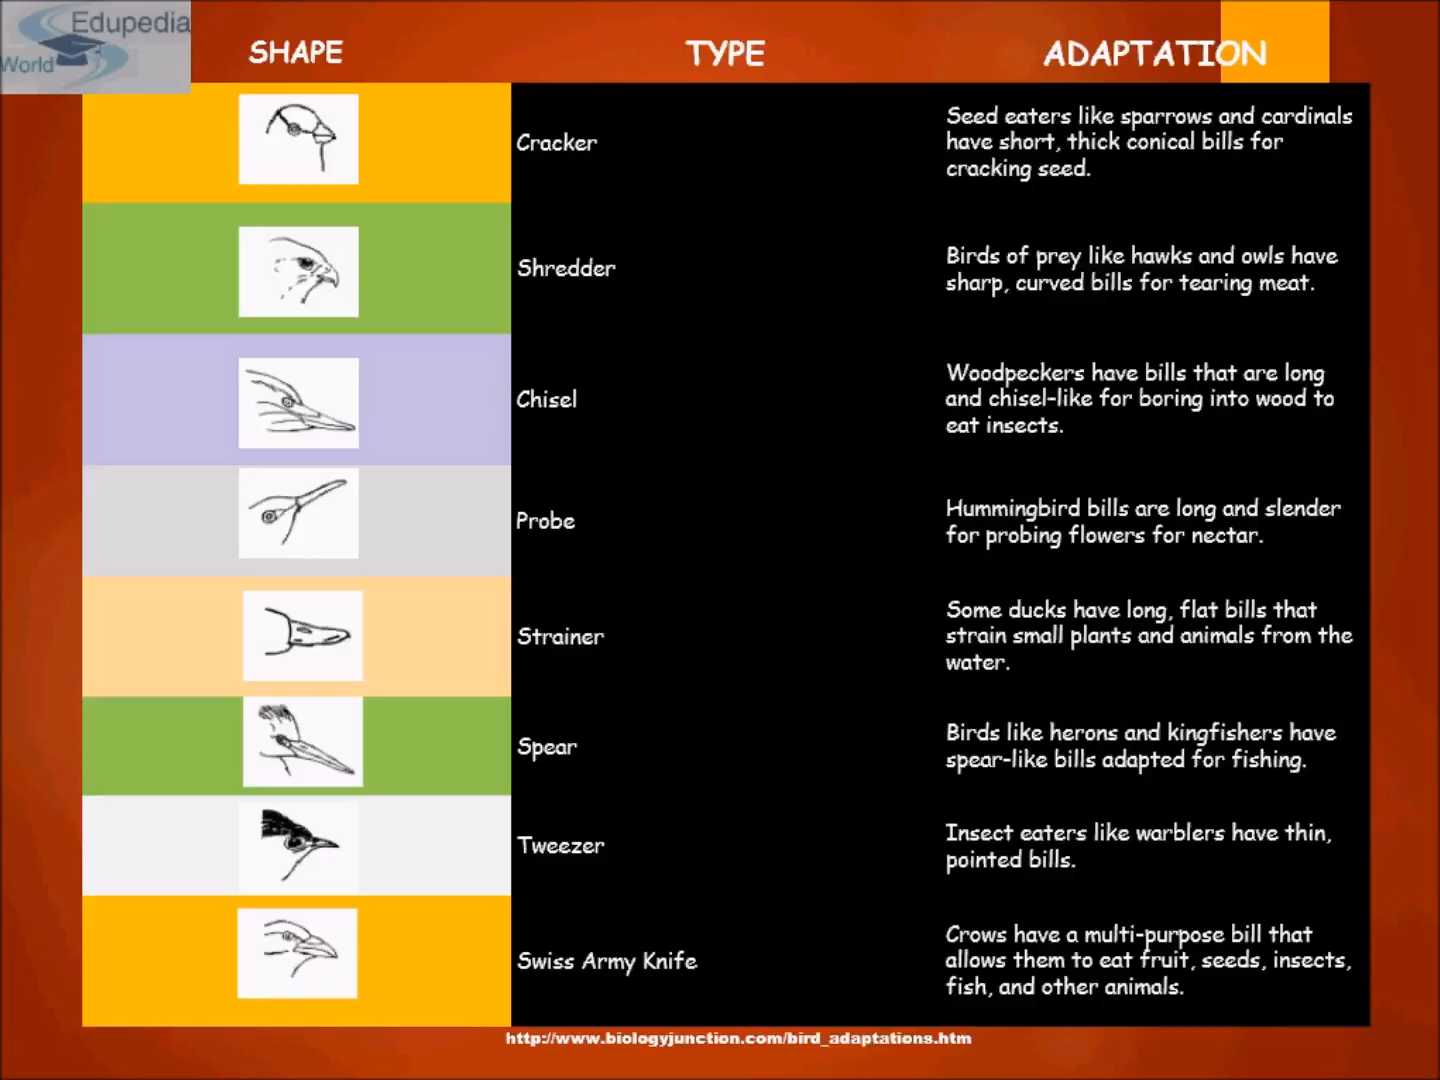 Edupedia
World
SHAPE
TYPE
ADAPTATION
Cracker
Seed eaters like sparrows and cardinals
have short, thick conical bills for
cracking seed.
Shredder
Birds of prey like hawks and owls have
sharp, curved bills for tearing meat.
Chisel
Woodpeckers have bills that are long
and chisel-like for boring into wood to
eat insects.
Probe
Hummingbird bills are long and slender
for probing flowers for nectar.
Strainer
Some ducks have long, flat bills that
strain small plants and animals from the
water.
Spear
Birds like herons and kingfishers have
spear-like bills adapted for fishing.
Tweezer
Insect eaters like warblers have thin,
pointed bills.
Swiss Army Knife
Crows have a multi-purpose bill that
allows them to eat fruit, seeds, insects,
fish, and other animals.
http://www.biologyjunction.com/bird_adaptations.htm